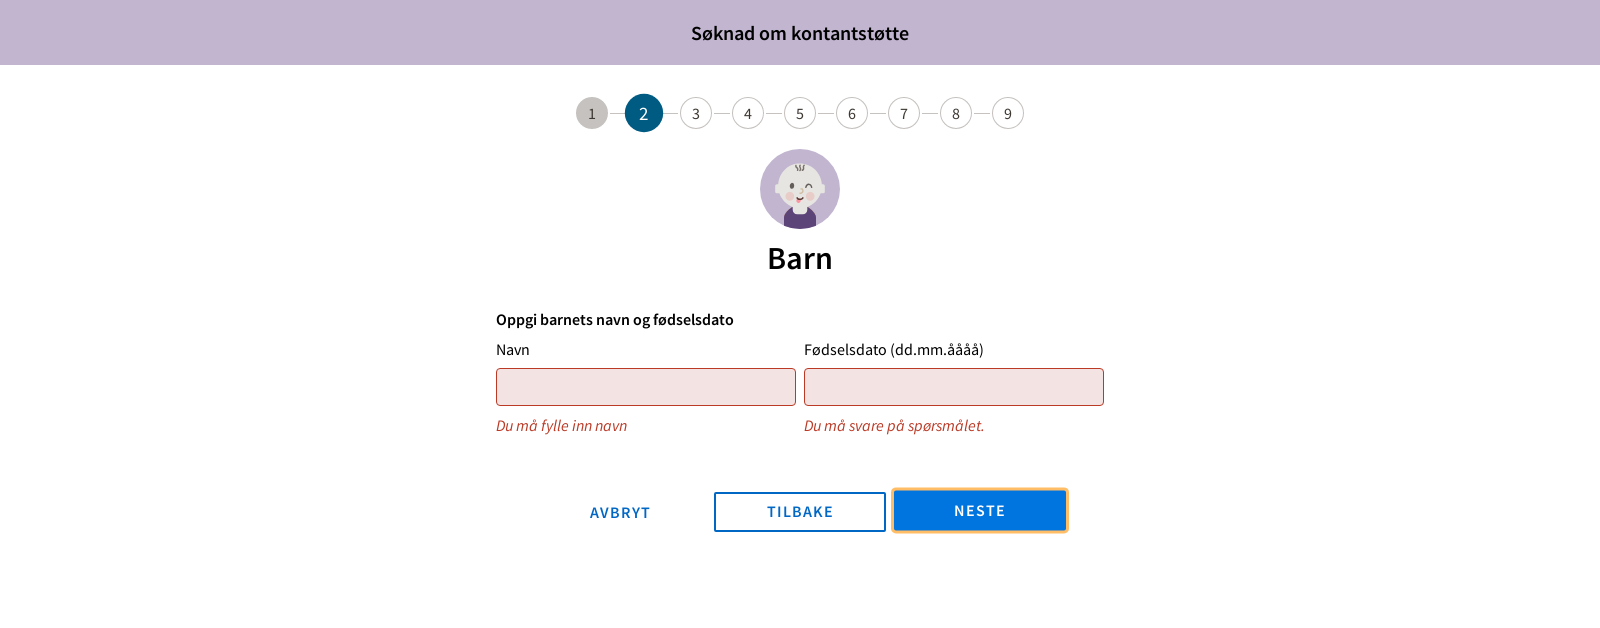 Søknad om kontantstøtte
1 2 3 4 5 6 7 8 9
Barn
Oppgi barnets navn og fødselsdato
Navn Fødselsdato (dd.mm.åååå)
Du må fylle inn navn Du må svare på spørsmålet.
AVBRYT TILBAKE NESTE